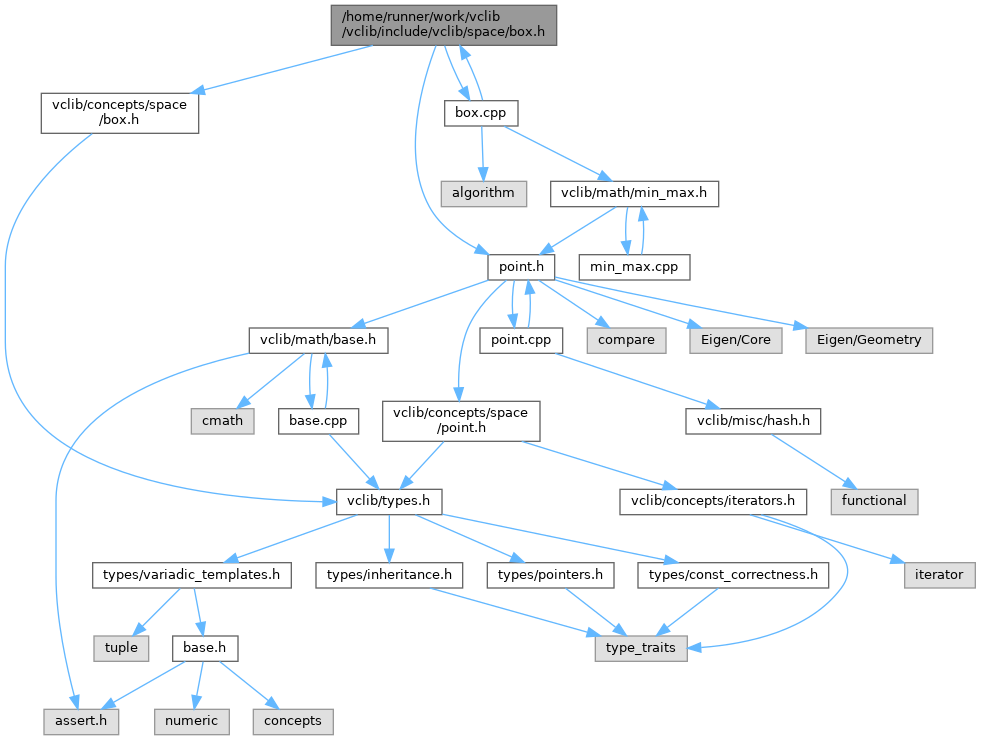 /home/runner/work/vclib
/vclib/include/vclib/space/box.h
vclib/concepts/space
/box.h
box.cpp
algorithm
vclib/math/min_max.h
point.h
min_max.cpp
vclib/math/base.h
point.cpp
compare
Eigen/Core
Eigen/Geometry
cmath
base.cpp
vclib/concepts/space
/point.h
vclib/misc/hash.h
vclib/types.h
vclib/concepts/iterators.h
functional
types/variadic_templates.h
types/inheritance.h
types/pointers.h
types/const_correctness.h
iterator
tuple
base.h
type_traits
assert.h
numeric
concepts